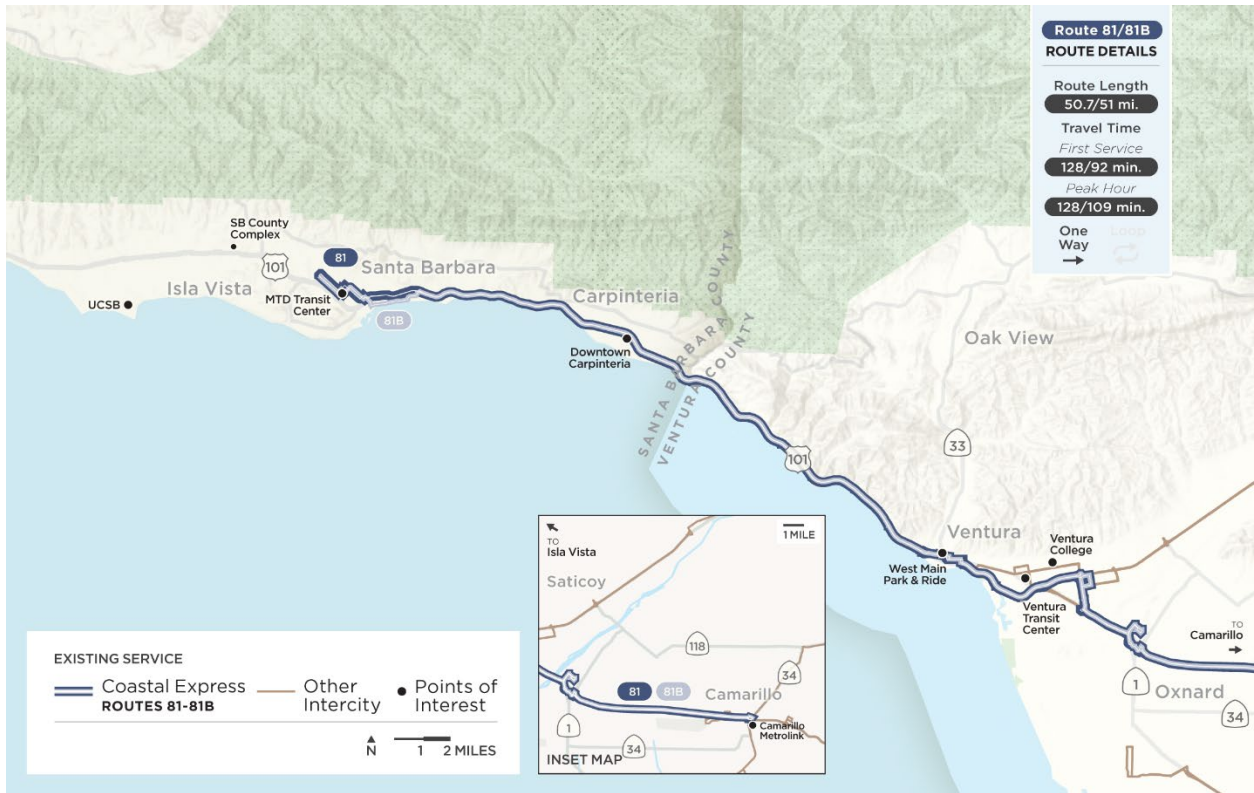 Route 81/81B
ROUTE DETAILS
Route Length
50.7/51 mi.
Travel Time
First Service
128/92 min.
Peak Hour
128/109 min.
One
Way
Loop
SB County
Complex
81
101
Santa Barbara
Isla Vista
MTD Transit
Center
UCSB
81B
Carpinteria
Downtown
Carpinteria
SANTA BARBARA COUNTY
VENTURA COUNTY
Oak View
33
101
Ventura
Ventura
College
West Main
Park & Ride
Ventura
Transit
Center
TO
Camarillo
1
Oxnard
34
TO
Isla Vista
1 MILE
Saticoy
118
34
81
81B
Camarillo
1
34
Camarillo
Metrolink
INSET MAP
EXISTING SERVICE
Coastal Express
ROUTES 81-81B
Other
Intercity
Points of
Interest
N
1 2 MILES